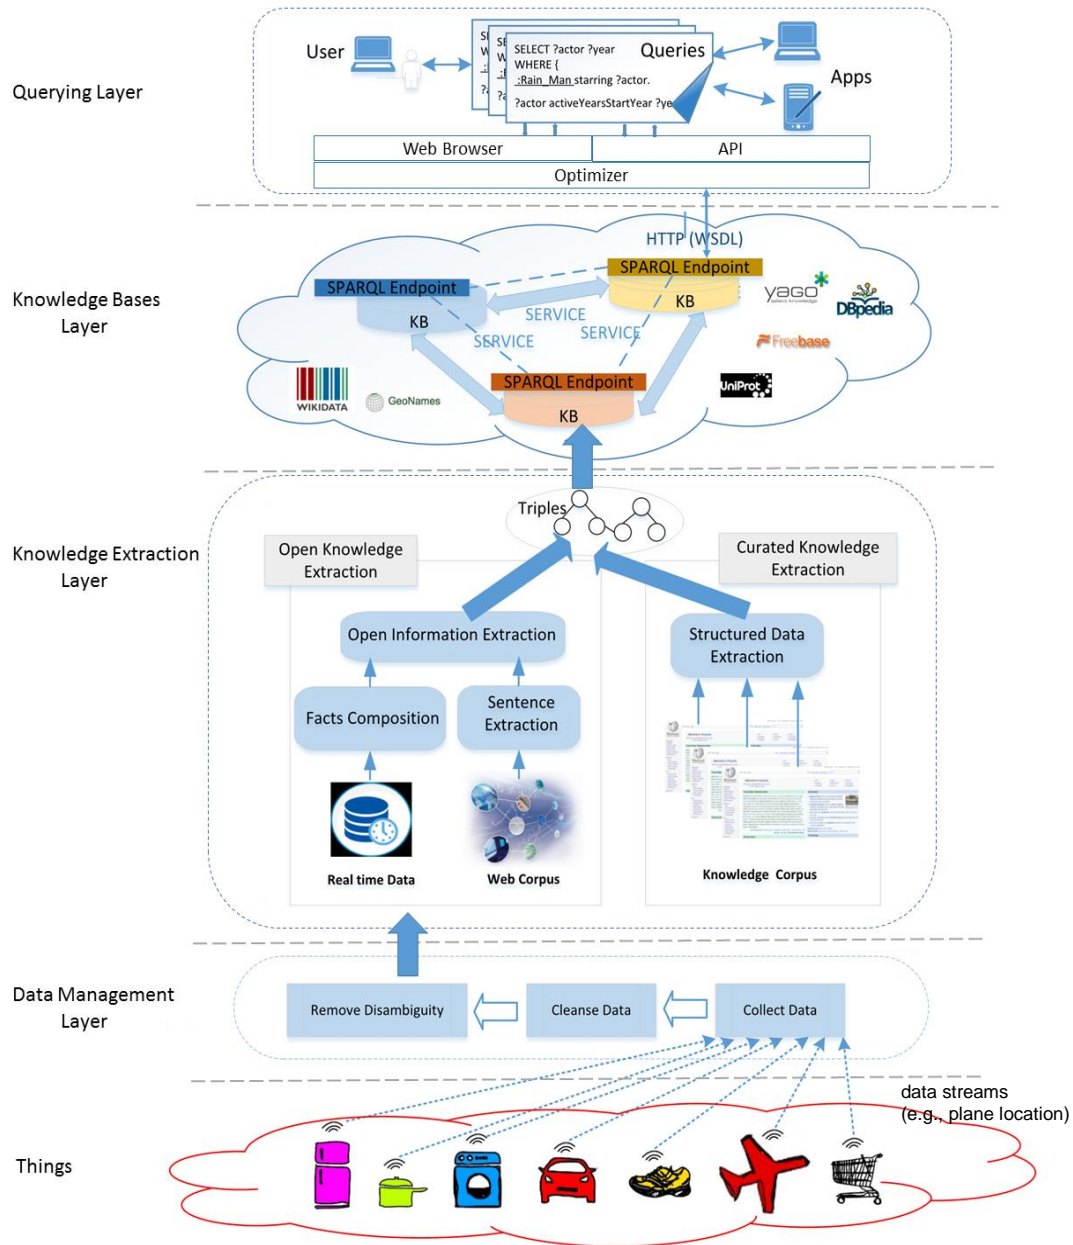 Querying Layer
User
SELECT ?actor ?year
WHERE {
:Rain_Man starring ?actor.
?actor activeYearsStartYear ?ye
Queries
Apps
Web Browser
API
Optimizer
Knowledge Bases
Layer
HTTP (WSDL)
SPARQL Endpoint
KB
SPARQL Endpoint
KB
SERVICE
SERVICE
SERVICE
SPARQL Endpoint
KB
yago
select knowledge
DBpedia
Freebase
UniProt
WIKIDATA
GeoNames
Knowledge Extraction
Layer
Triples
Open Knowledge
Extraction
Curated Knowledge
Extraction
Open Information Extraction
Structured Data
Extraction
Facts Composition
Sentence
Extraction
Real time Data
Web Corpus
Knowledge Corpus
Data Management
Layer
Remove Disambiguity
Cleanse Data
Collect Data
data streams
(e.g., plane location)
Things